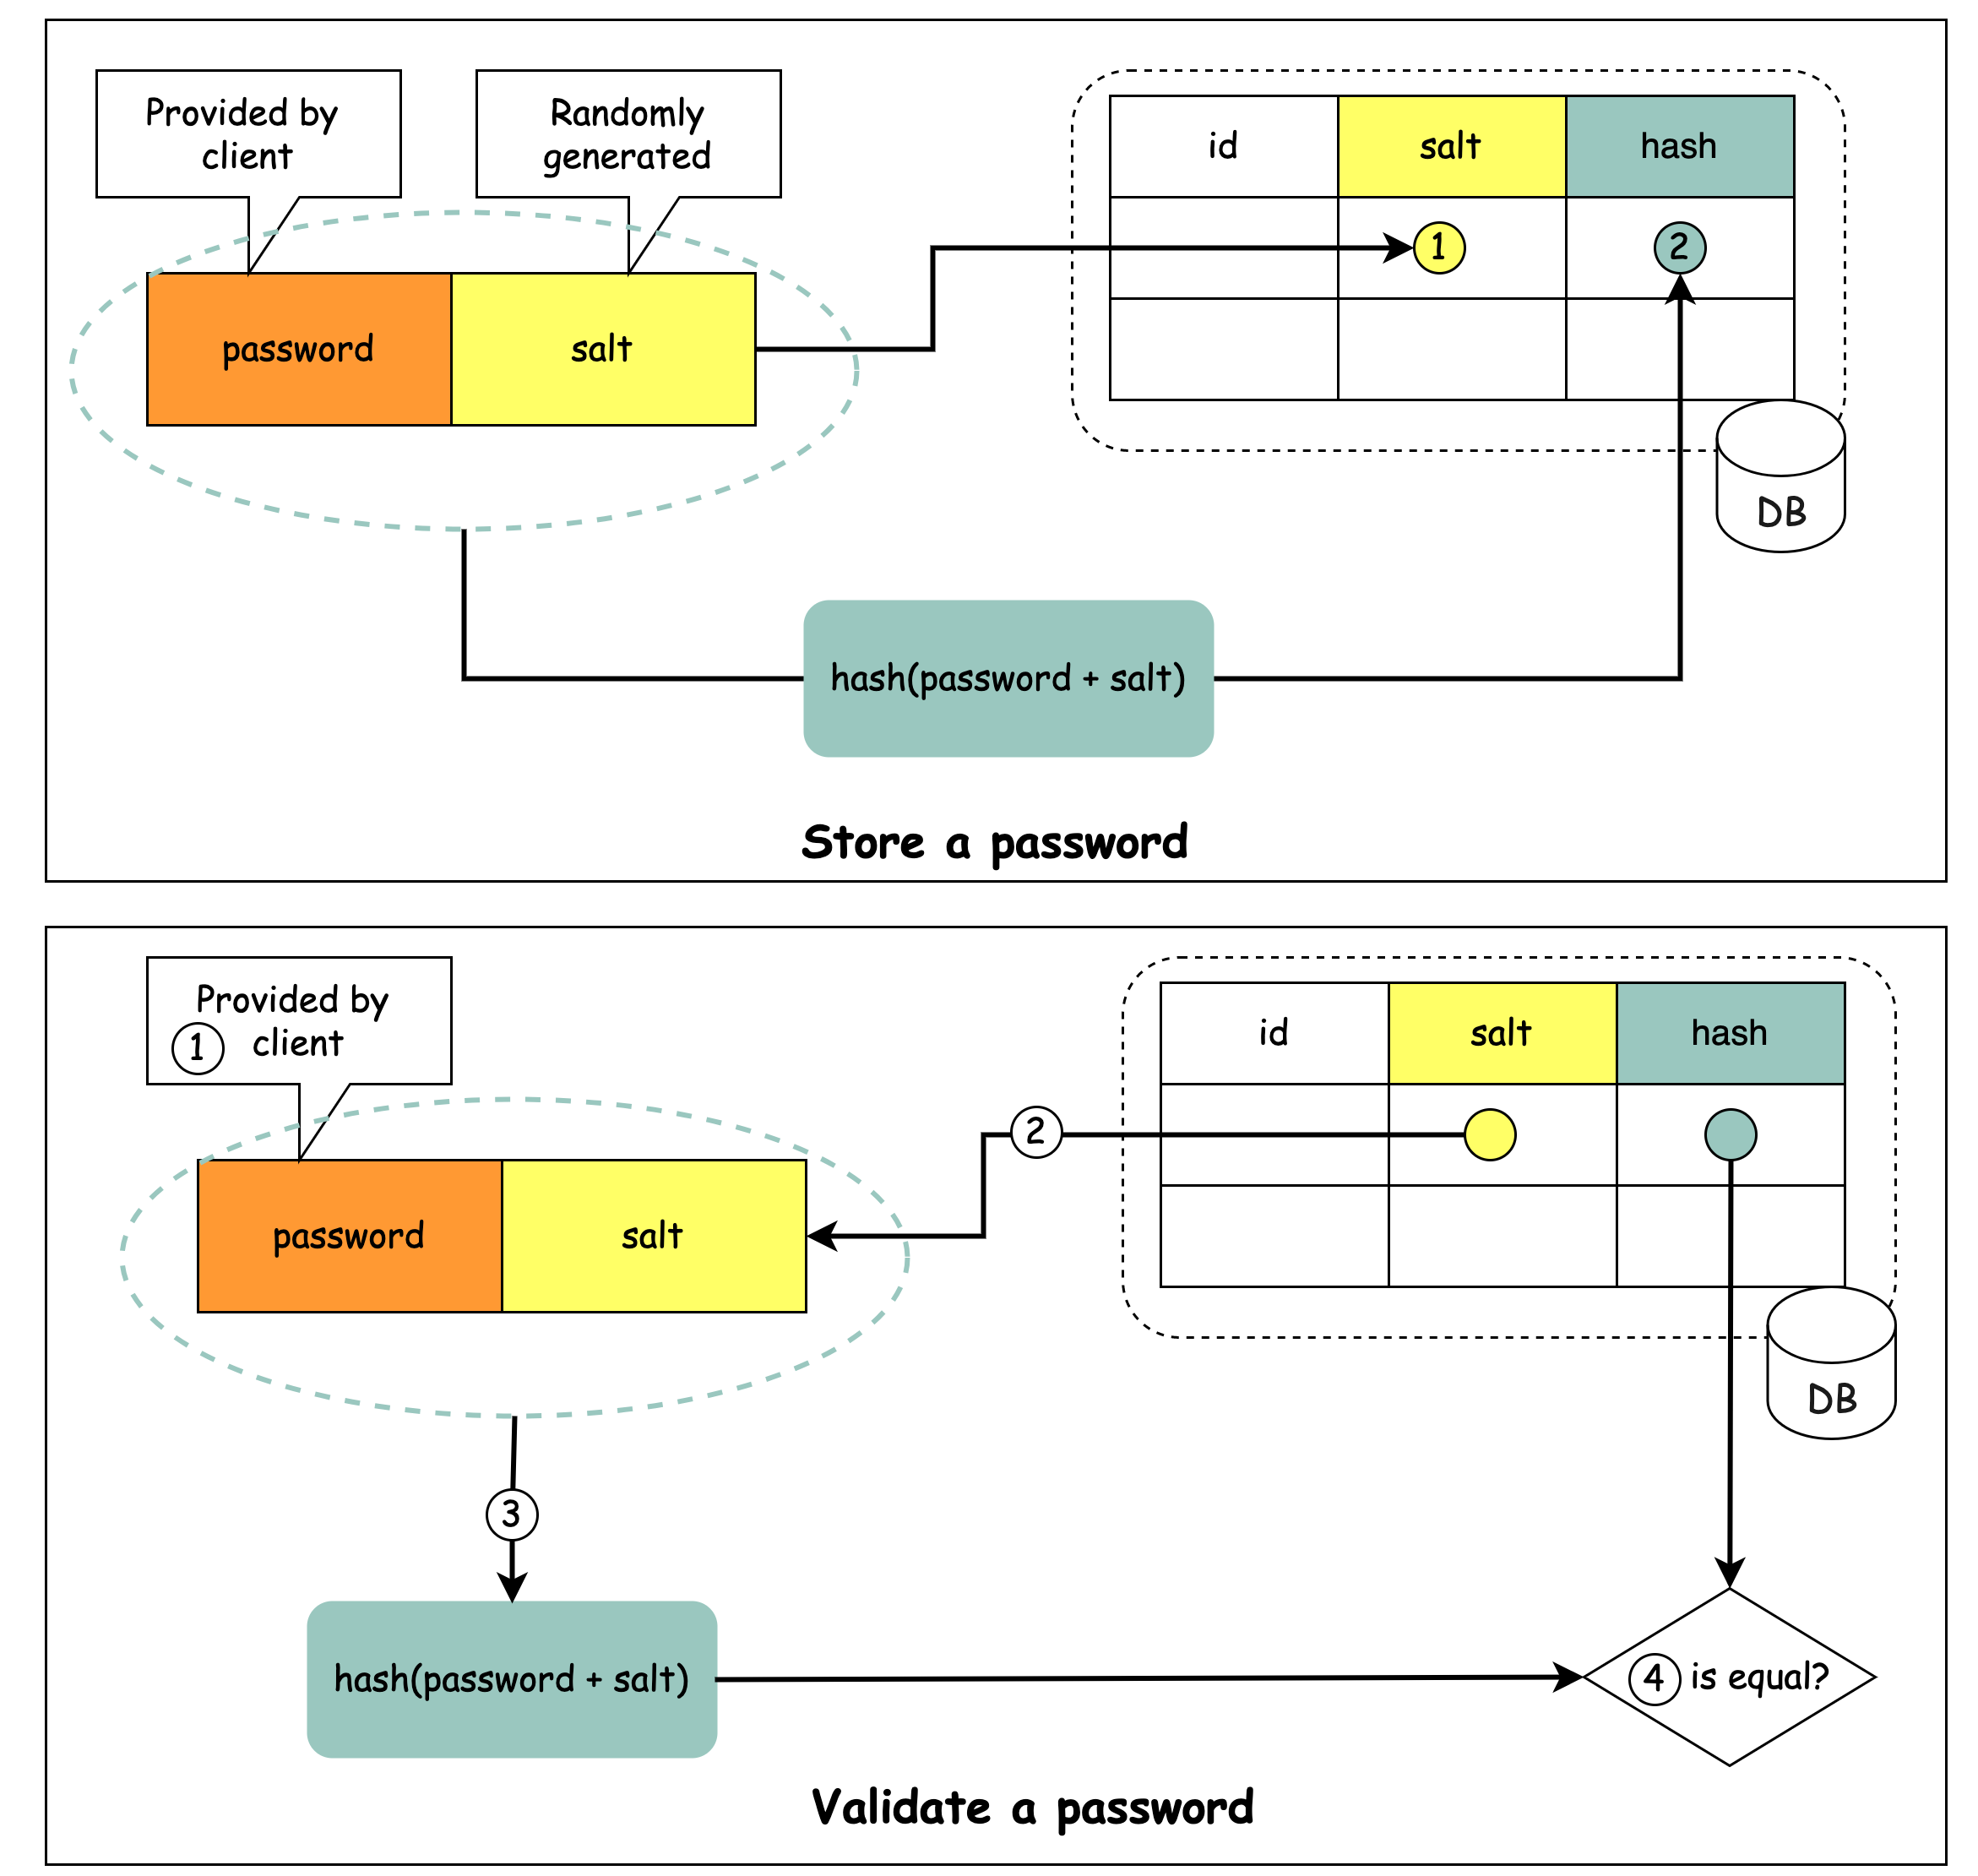 Provided by
client
Randomly
generated
id
salt
hash
1
2
password
salt
DB
hash(password + salt)
Store a password
Provided by
1 client
id
salt
hash
2
password
salt
DB
3
hash(password + salt)
4 is equal?
Validate a password